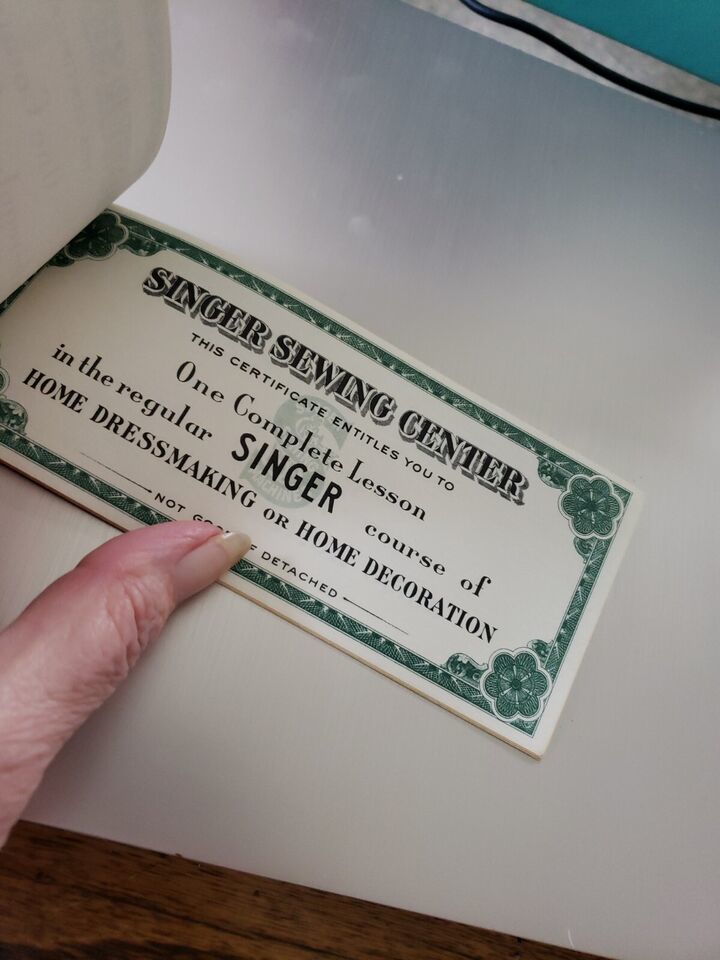 SINGER SEWING CENTER
THIS CERTIFICATE ENTITLES YOU TO
One Complete Lesson
in the regular SINGER course of
HOME DRESSMAKING OR HOME DECORATION
NOT DETACHED